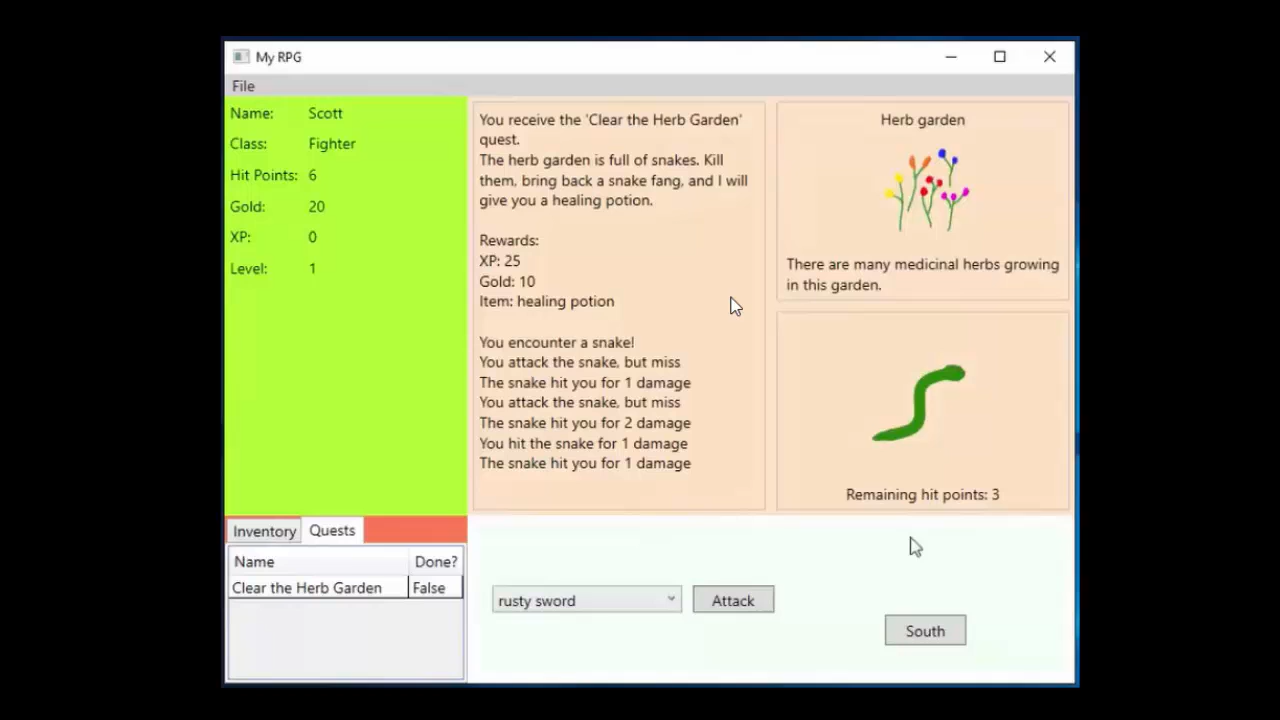 My RPG
File
Name: Scott
Class: Fighter
Hit Points: 6
Gold: 20
XP: 0
Level: 1
You receive the 'Clear the Herb Garden'
quest.
The herb garden is full of snakes. Kill
them, bring back a snake fang, and I will
give you a healing potion.
Rewards:
XP: 25
Gold: 10
Item: healing potion
You encounter a snake!
You attack the snake, but miss
The snake hit you for 1 damage
You attack the snake, but miss
The snake hit you for 2 damage
You hit the snake for 1 damage
The snake hit you for 1 damage
Herb garden
There are many medicinal herbs growing
in this garden.
Remaining hit points: 3
Inventory Quests
Name Done?
Clear the Herb Garden False
rusty sword
Attack
South